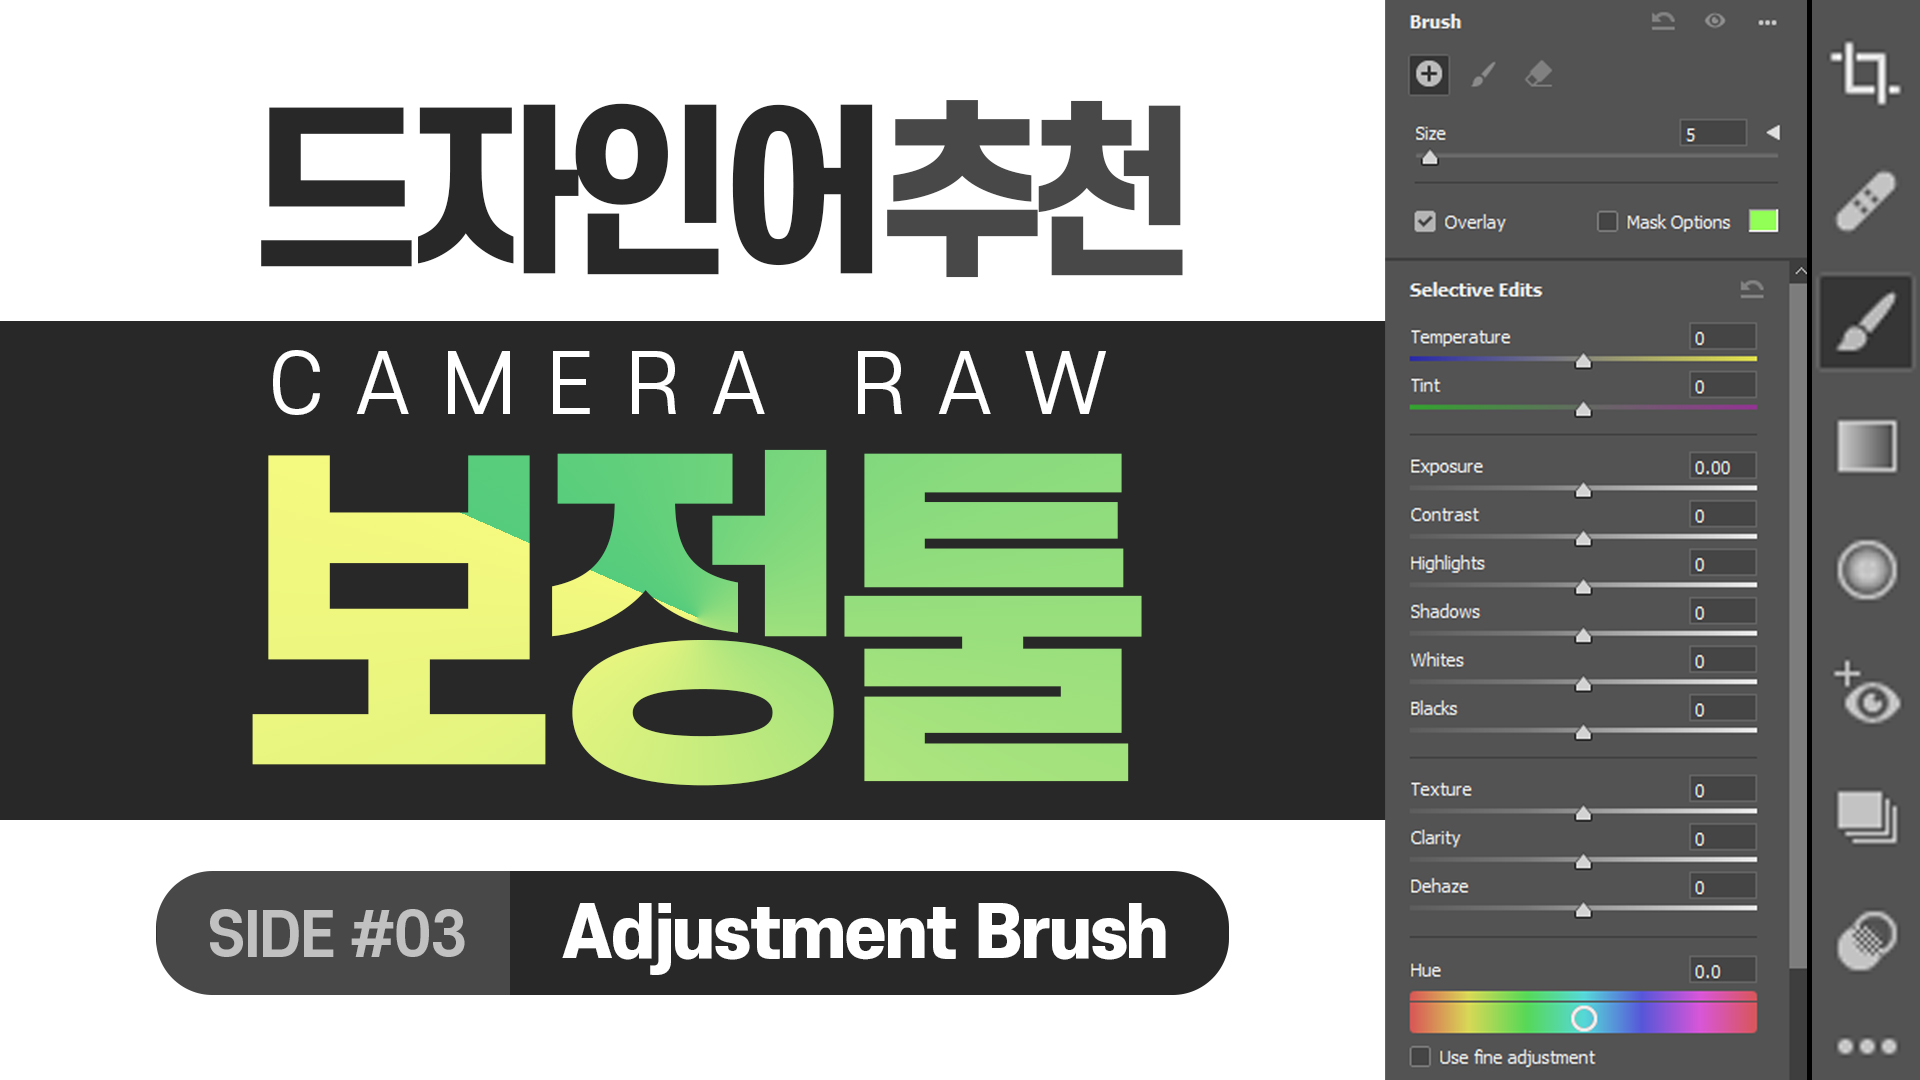 드자인어추천
CAMERA RAW
보정툴
SIDE #03 Adjustment Brush
Brush
Size 5
Overlay Mask Options
Selective Edits
Temperature 0
Tint 0
Exposure 0.00
Contrast 0
Highlights 0
Shadows 0
Whites 0
Blacks 0
Texture 0
Clarity 0
Dehaze 0
Hue 0.0
Use fine adjustment